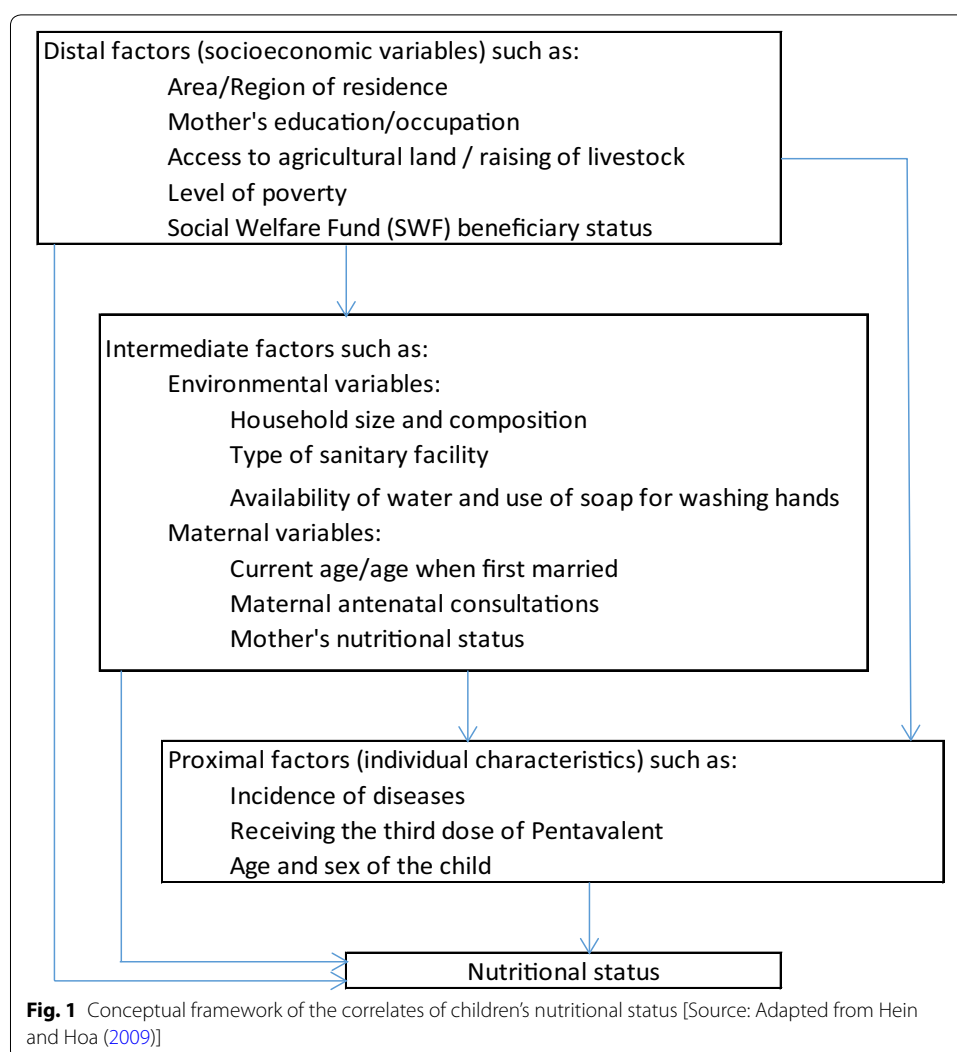 Distal factors (socioeconomic variables) such as:
Area/Region of residence
Mother's education/occupation
Access to agricultural land / raising of livestock
Level of poverty
Social Welfare Fund (SWF) beneficiary status
Intermediate factors such as:
Environmental variables:
Household size and composition
Type of sanitary facility
Availability of water and use of soap for washing hands
Maternal variables:
Current age/age when first married
Maternal antenatal consultations
Mother's nutritional status
Proximal factors (individual characteristics) such as:
Incidence of diseases
Receiving the third dose of Pentavalent
Age and sex of the child
Nutritional status
Fig. 1 Conceptual framework of the correlates of children’s nutritional status [Source: Adapted from Hein
and Hoa (2009)]